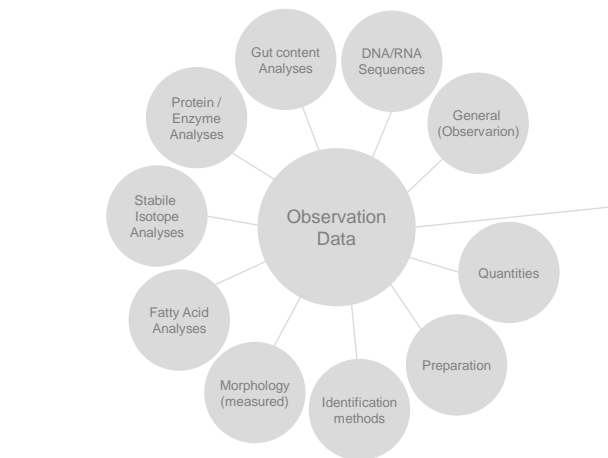 Gut content
Analyses
DNA/RNA
Sequences
Protein /
Enzyme
Analyses
General
(Observarion)
Stabile
Isotope
Analyses
Observation
Data
Quantities
Fatty Acid
Analyses
Preparation
Morphology
(measured)
Identification
methods